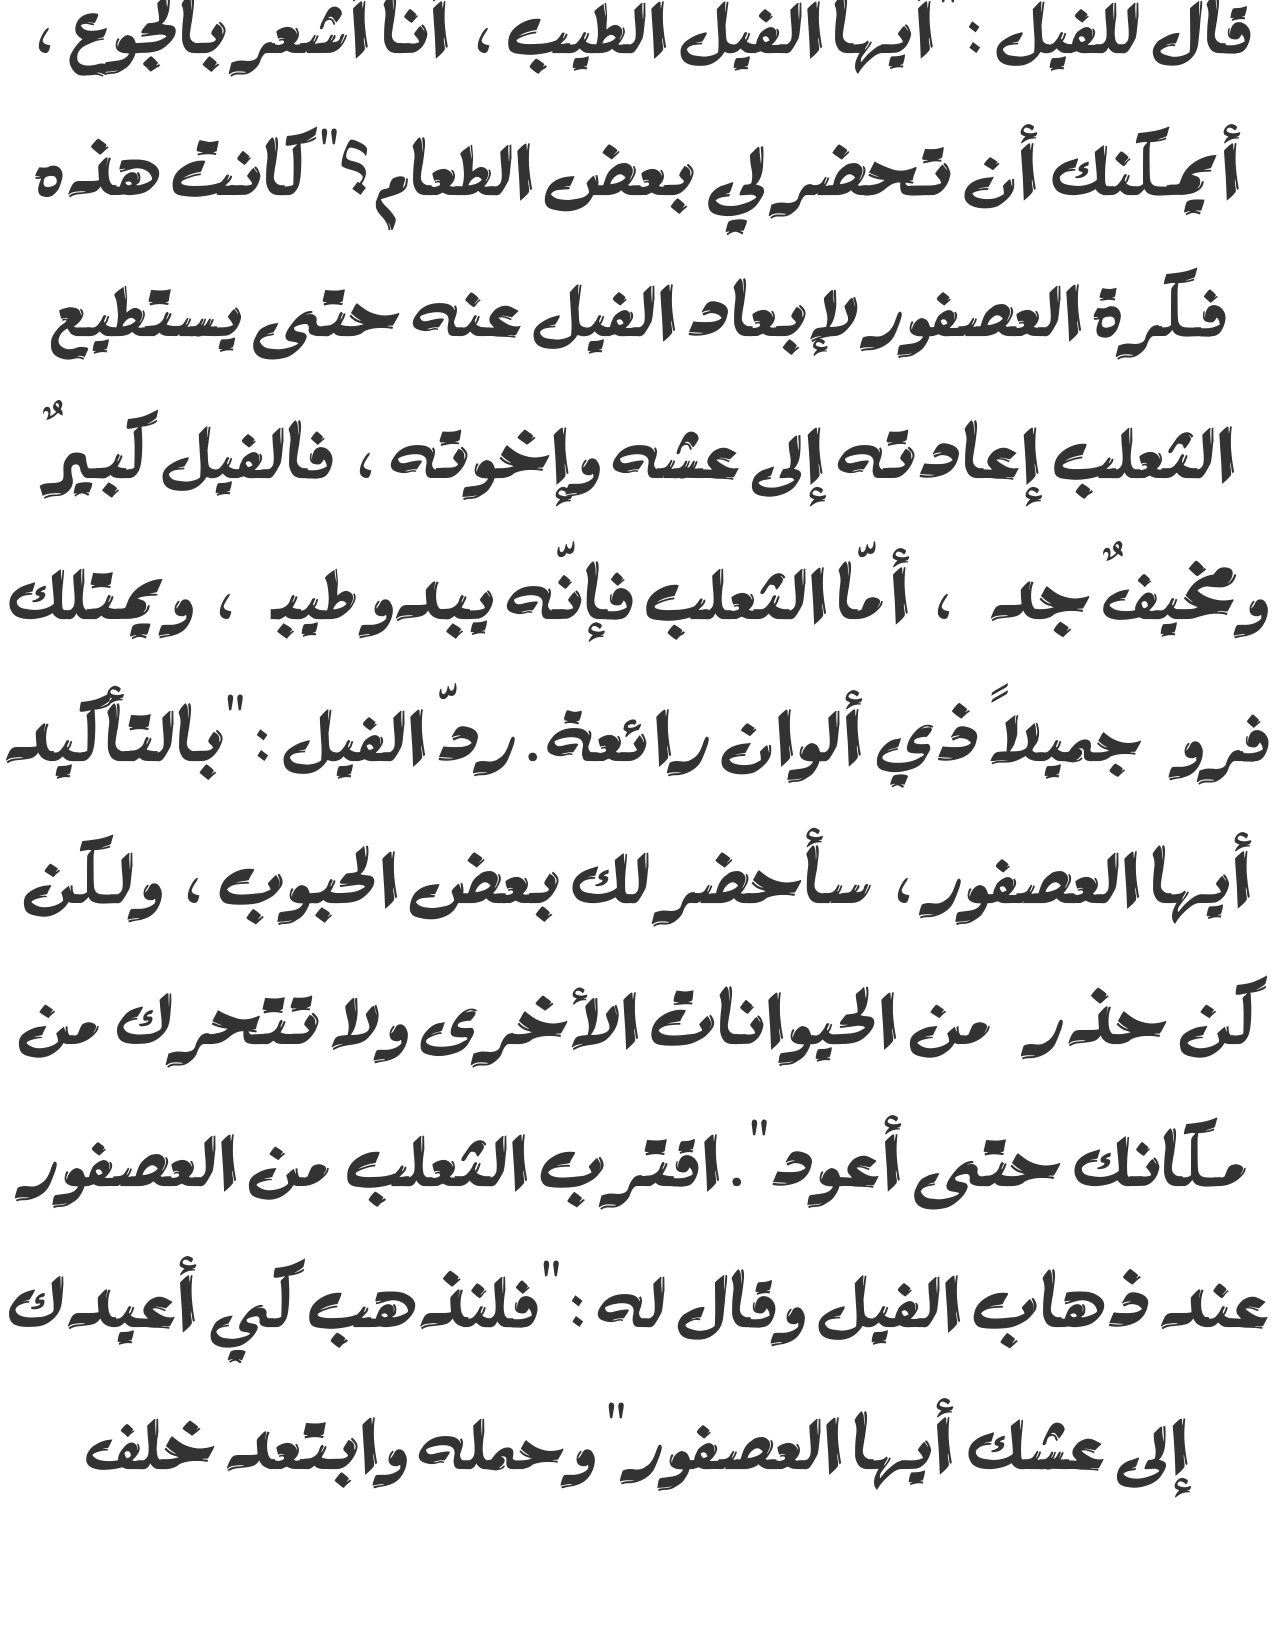 قال للفيل : "أيها الفيل الطيب ، أنا أشعر بالجوع ،
أيمكنك أن تحضر لي بعض الطعام ؟" كانت هذه
فكرة العصفور لإبعاد الفيل عنه حتى يستطيع
الثعلب إعادته إلى عشه وإخوته ، فالفيل كبيرٌ
ومخيفٌ جد ، أمّا الثعلب فإنّه يبدو طيب ، ويمتلك
فرو جميلاً ذي ألوان رائعة . ردّ الفيل : "بالتأكيد
أيها العصفور ، سأحضر لك بعض الحبوب ، ولكن
كن حذر من الحيوانات الأخرى ولا تتحرك من
مكانك حتى أعود" . اقترب الثعلب من العصفور
عند ذهاب الفيل وقال له : "فلنذهب كي أعيدك
إلى عشك أيها العصفور" وحمله وابتعد خلف